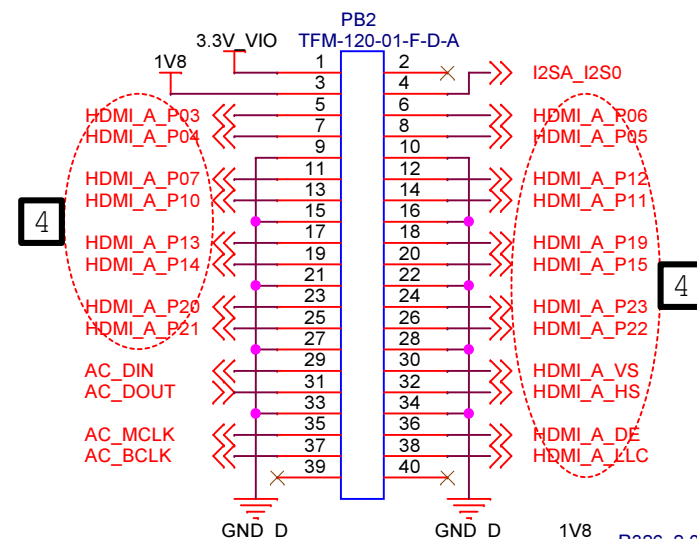 PB2
3.3V_VIO TFM-120-01-F-D-A
1V8 1 2
3 4 I2SA_I2S0
HDMI_A_P03 5 6 HDMI_A_P06
HDMI_A_P04 7 8 HDMI_A_P05
9 10
HDMI_A_P07 11 12 HDMI_A_P12
HDMI_A_P10 13 14 HDMI_A_P11
4 15 16
HDMI_A_P13 17 18 HDMI_A_P19
HDMI_A_P14 19 20 HDMI_A_P15
21 22 4
HDMI_A_P20 23 24 HDMI_A_P23
HDMI_A_P21 25 26 HDMI_A_P22
27 28
AC_DIN 29 30 HDMI_A_VS
AC_DOUT 31 32 HDMI_A_HS
33 34
AC_MCLK 35 36 HDMI_A_DE
AC_BCLK 37 38 HDMI_A_LLC
39 40
GND_D GND_D 1V8